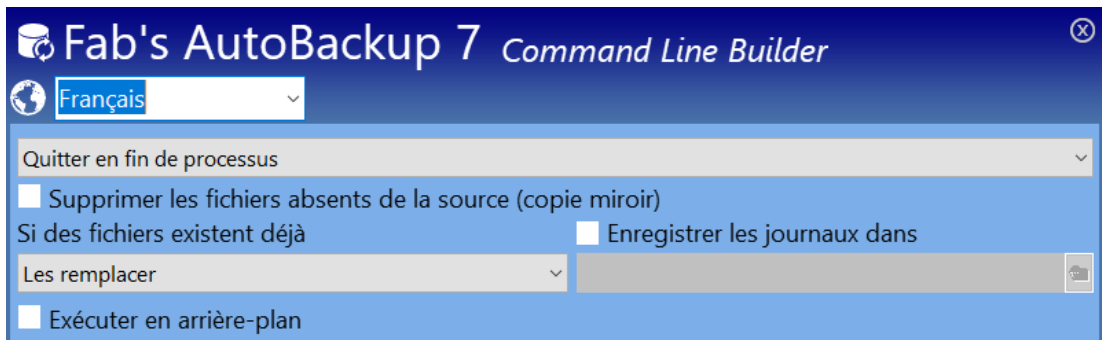 Fab's AutoBackup 7 Command Line Builder
Français
Quitter en fin de processus
Supprimer les fichiers absents de la source (copie miroir)
Si des fichiers existent déjà
Enregistrer les journaux dans
Les remplacer
Exécuter en arrière-plan